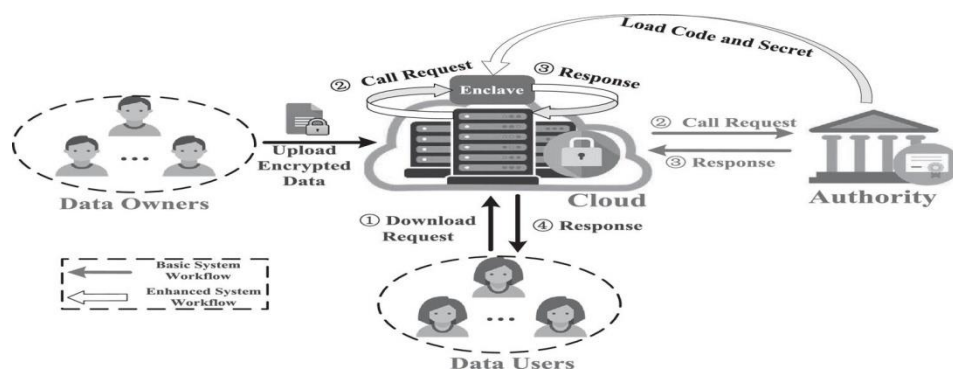 Load Code and Secret
② Call Request
③ Response
Enclave
Upload
Encrypted
Data
② Call Request
③ Response
Data Owners
Cloud
Authority
① Download
Request
④ Response
Basic System
Workflow
Enhanced System
Workflow
Data Users